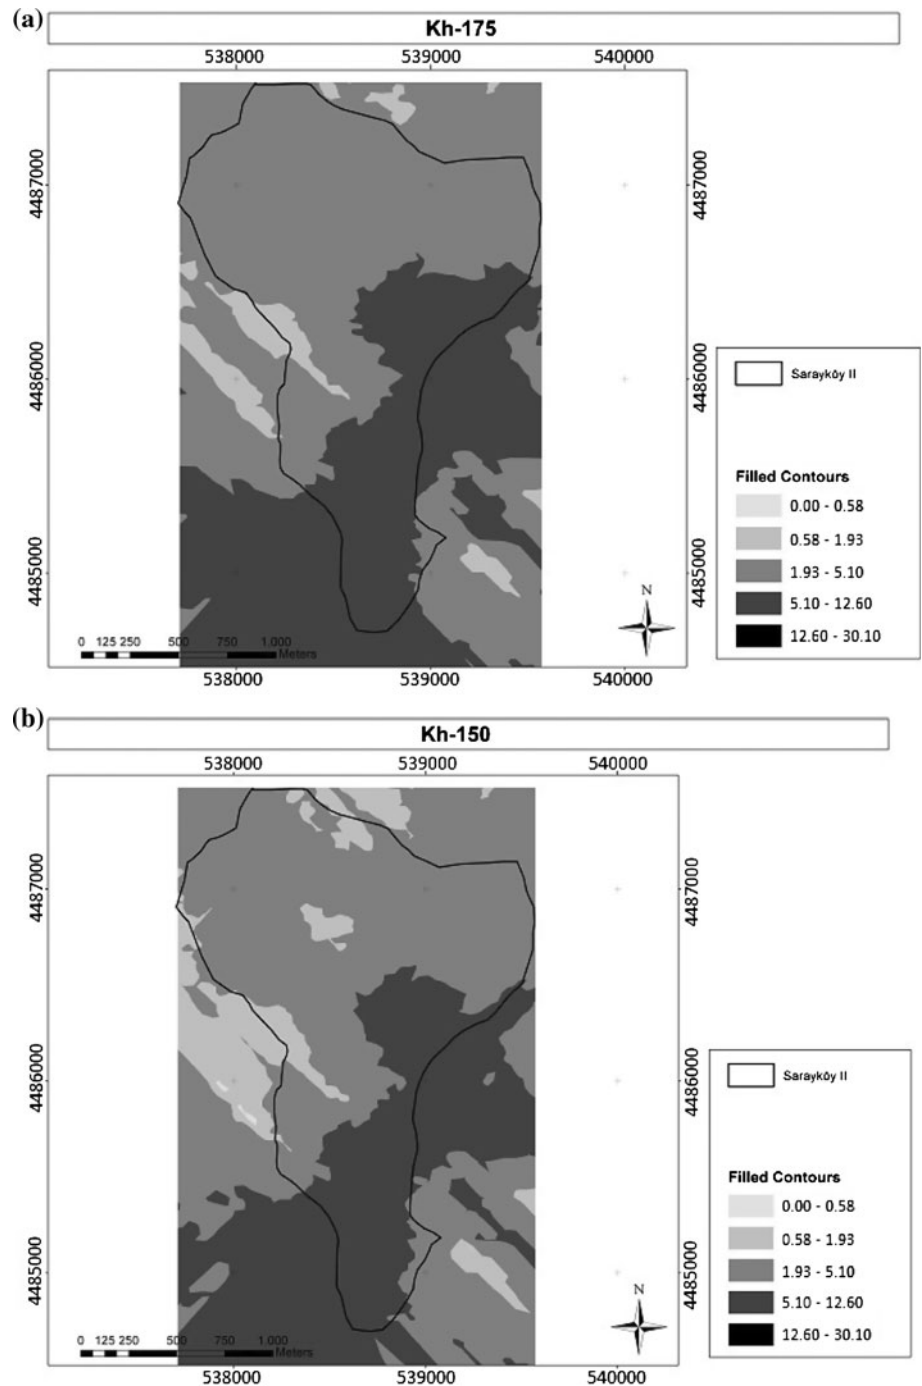 (a)
Kh-175
538000 539000 540000
4487000 4487000
4486000 4486000
4485000 4485000
Sarayköy II
Filled Contours
0.00 - 0.58
0.58 - 1.93
1.93 - 5.10
5.10 - 12.60
12.60 - 30.10
N
0 125 250 500 750 1.000
Meters
538000 539000 540000
(b)
Kh-150
538000 539000 540000
4487000 4487000
4486000 4486000
4485000 4485000
Sarayköy II
Filled Contours
0.00 - 0.58
0.58 - 1.93
1.93 - 5.10
5.10 - 12.60
12.60 - 30.10
N
0 125 250 500 750 1.000
Meters
538000 539000 540000